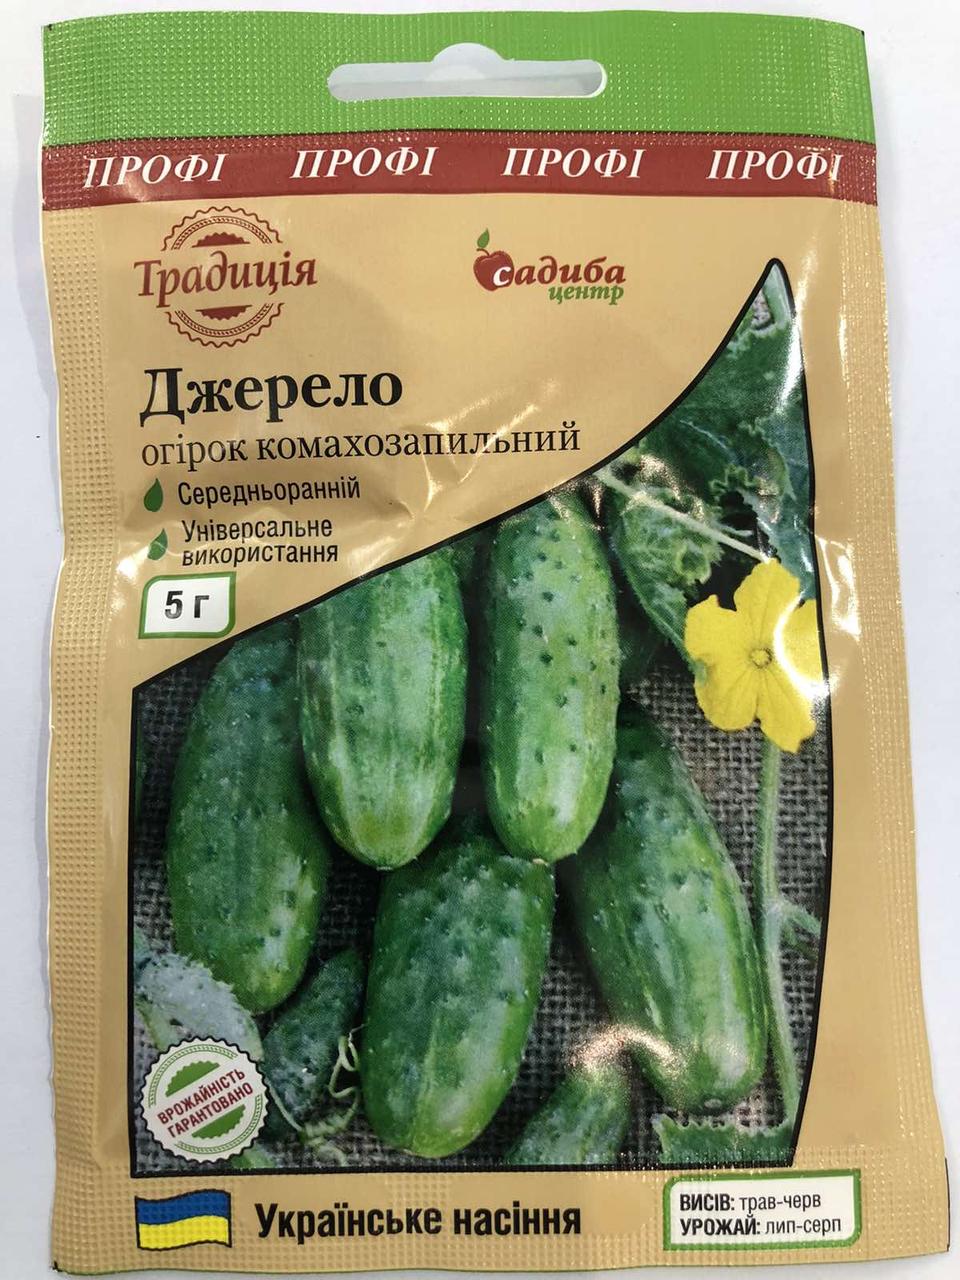 ПРОФІ ПРОФІ ПРОФІ ПРОФІ
Традиція
садиба
центр
Джерело
огірок комахозапильний
Середньоранній
Універсальне
використання
5 г
ВРОЖАЙНІСТЬ
ГАРАНТОВАНО
Українське насіння
ВИСІВ: трав-черв
УРОЖАЙ: лип-серп